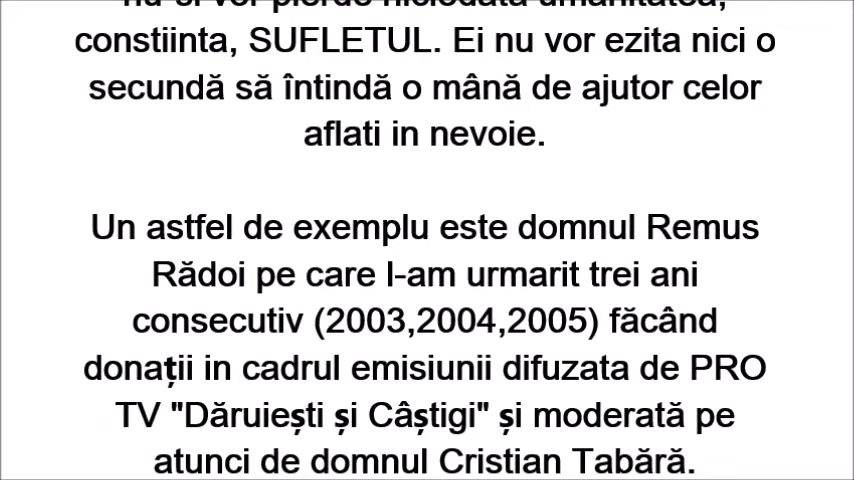 nu-si vor pierde niciodata umanitatea,
constiinta, SUFLETUL. Ei nu vor ezita nici o
secundă să întindă o mână de ajutor celor
aflati in nevoie.
Un astfel de exemplu este domnul Remus
Rădoi pe care l-am urmarit trei ani
consecutiv (2003,2004,2005) făcând
donații in cadrul emisiunii difuzata de PRO
TV "Dăruiești și Câștigi" și moderată pe
atunci de domnul Cristian Tabără.